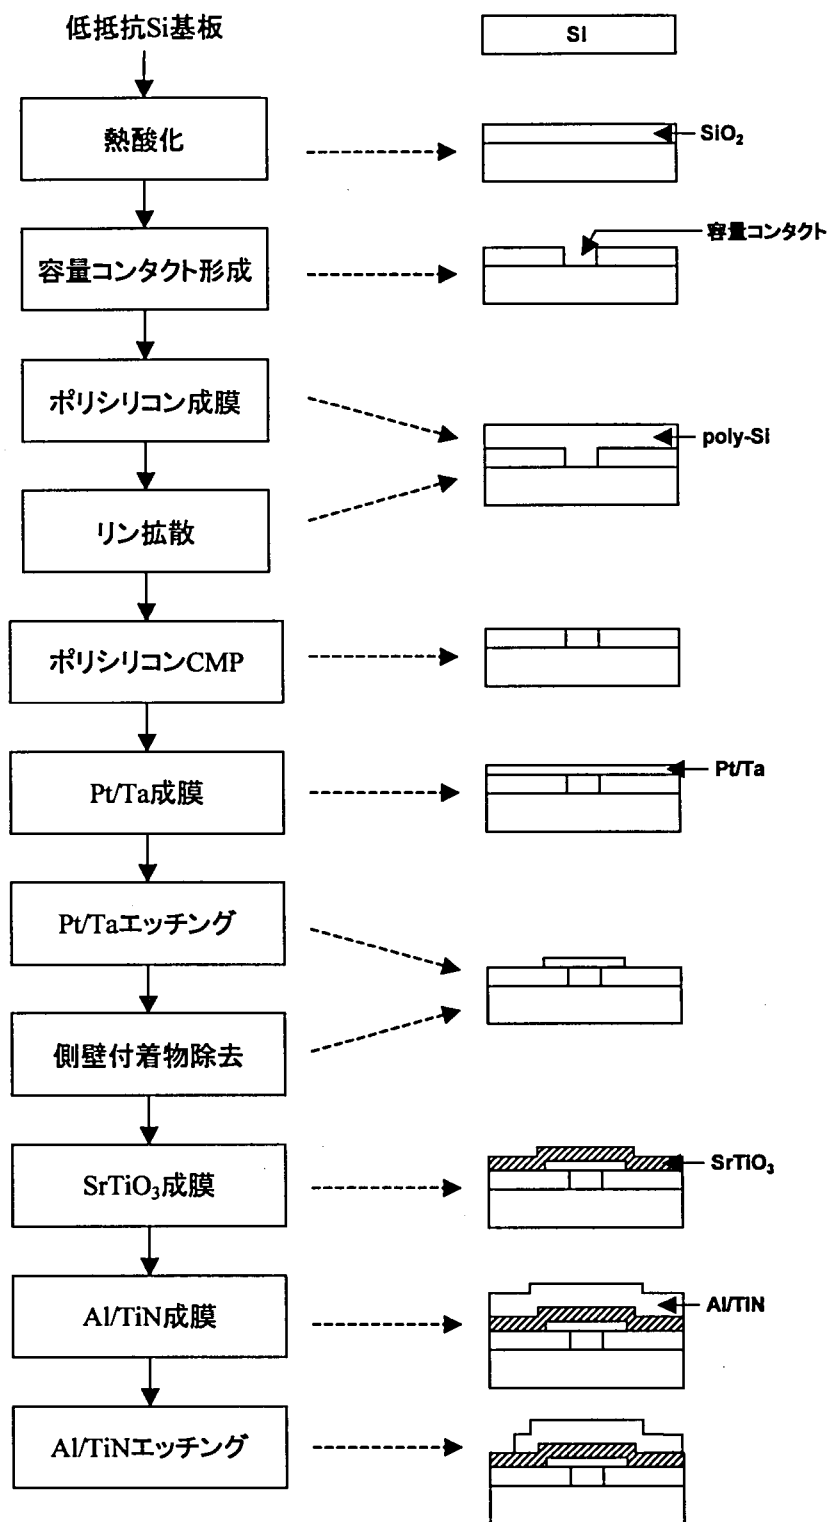 低抵抗Si基板
Si
熱酸化
SiO₂
容量コンタクト形成
容量コンタクト
ポリシリコン成膜
poly-Si
リン拡散
ポリシリコンCMP
Pt/Ta成膜
Pt/Ta
Pt/Taエッチング
側壁付着物除去
SrTiO₃成膜
SrTiO₃
Al/TiN成膜
Al/TiN
Al/TiNエッチング